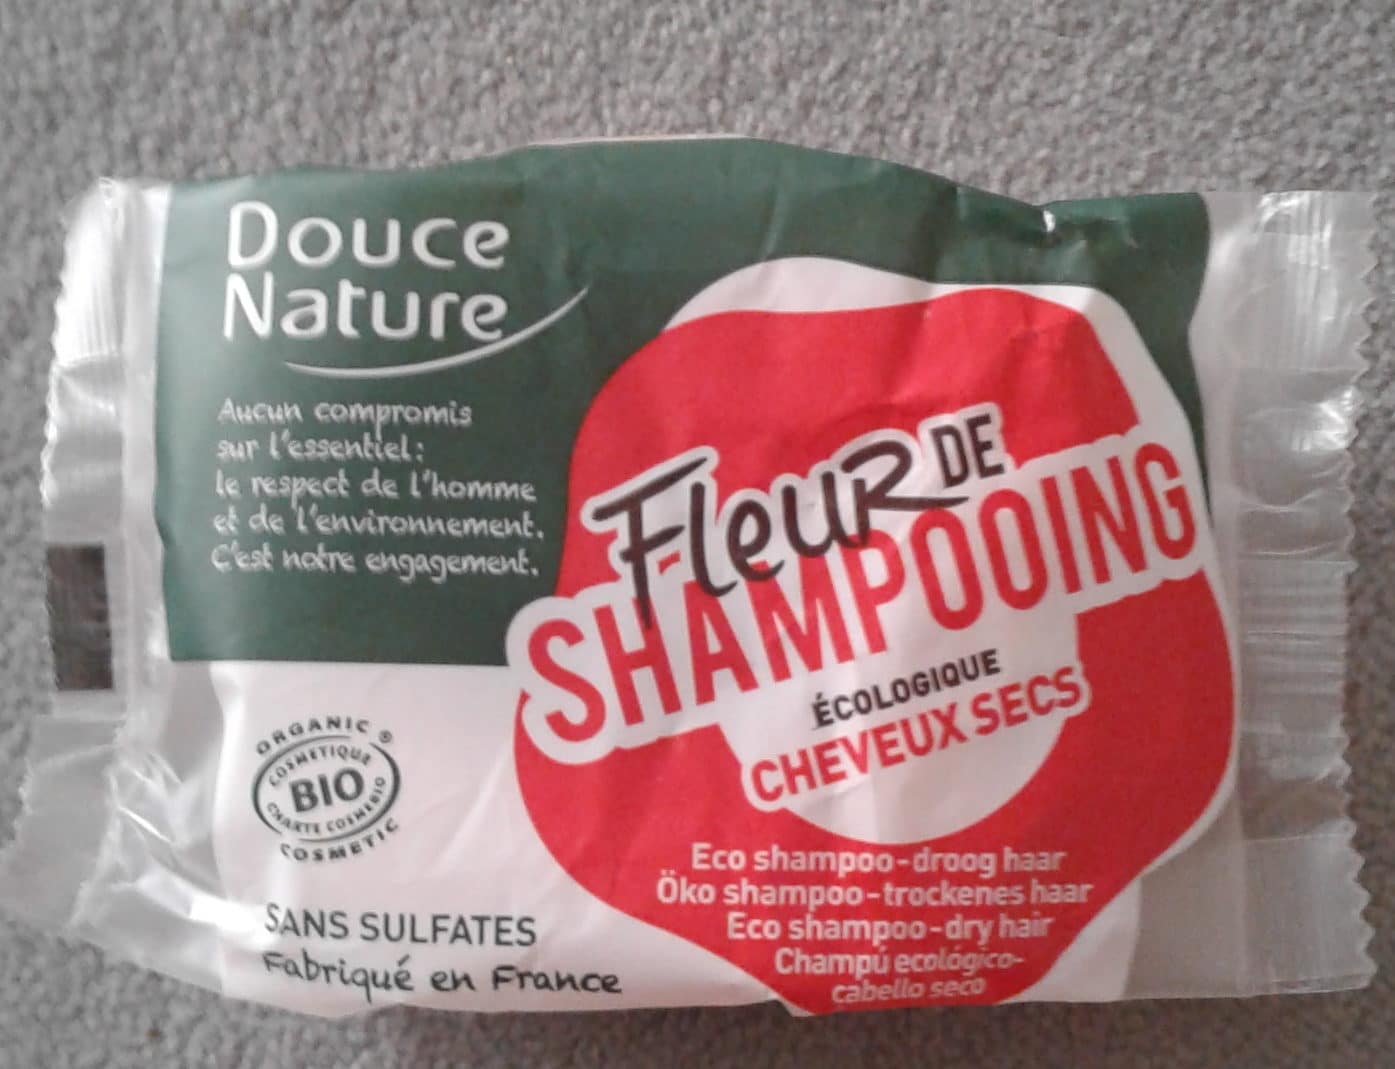 Douce
Nature
Aucun compromis
sur l'essentiel:
le respect de l'homme
et de l'environnement.
C'est notre engagement.
Fleur DE
SHAMPOOING
ÉCOLOGIQUE
CHEVEUX SECS
ORGANIC ®
COSMETIQUE
BIO
CHARTE COSMEBIO
COSMETIC
SANS SULFATES
Fabriqué en France
Eco shampoo-droog haar
Öko shampoo-trockenes haar
Eco shampoo-dry hair
Champú ecológico-
cabello seco